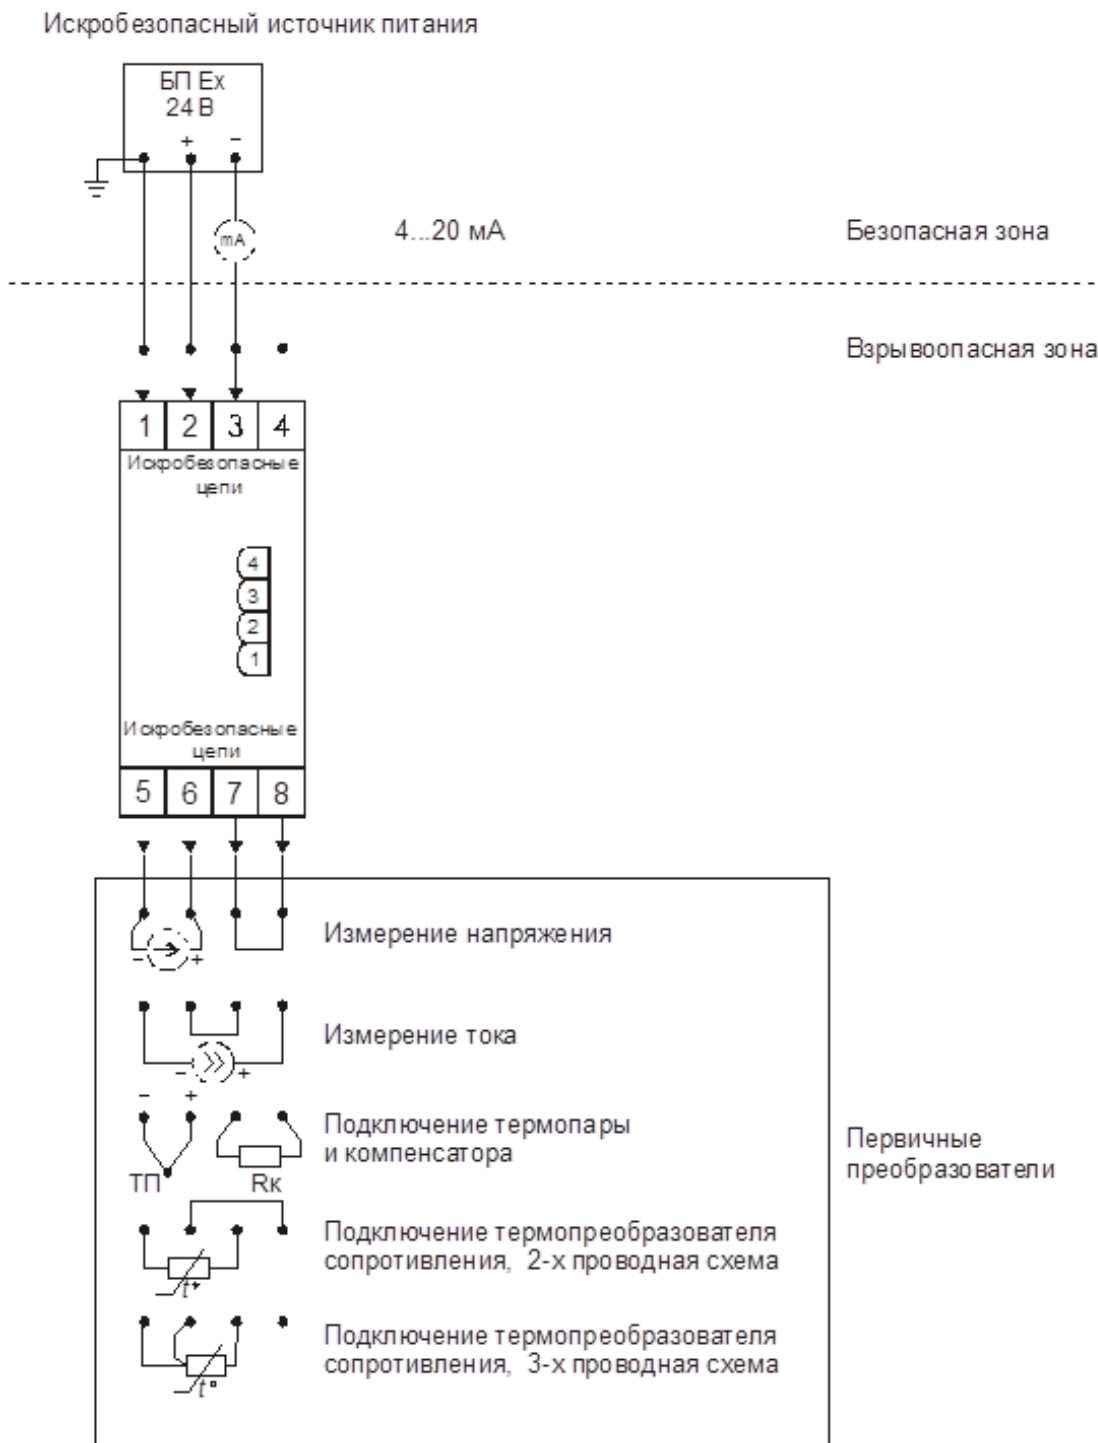 Искробезопасный источник питания
БП Ex
24 В
+ −
mA
4...20 мА
Безопасная зона
Взрывоопасная зона
1 2 3 4
Искробезопасные
цепи
4
3
2
1
Искробезопасные
цепи
5 6 7 8
Измерение напряжения
- +
Измерение тока
- +
- +
Подключение термопары
и компенсатора
ТП Rк
Первичные
преобразователи
Подключение термопреобразователя
сопротивления, 2-х проводная схема
t°
Подключение термопреобразователя
сопротивления, 3-х проводная схема
t°